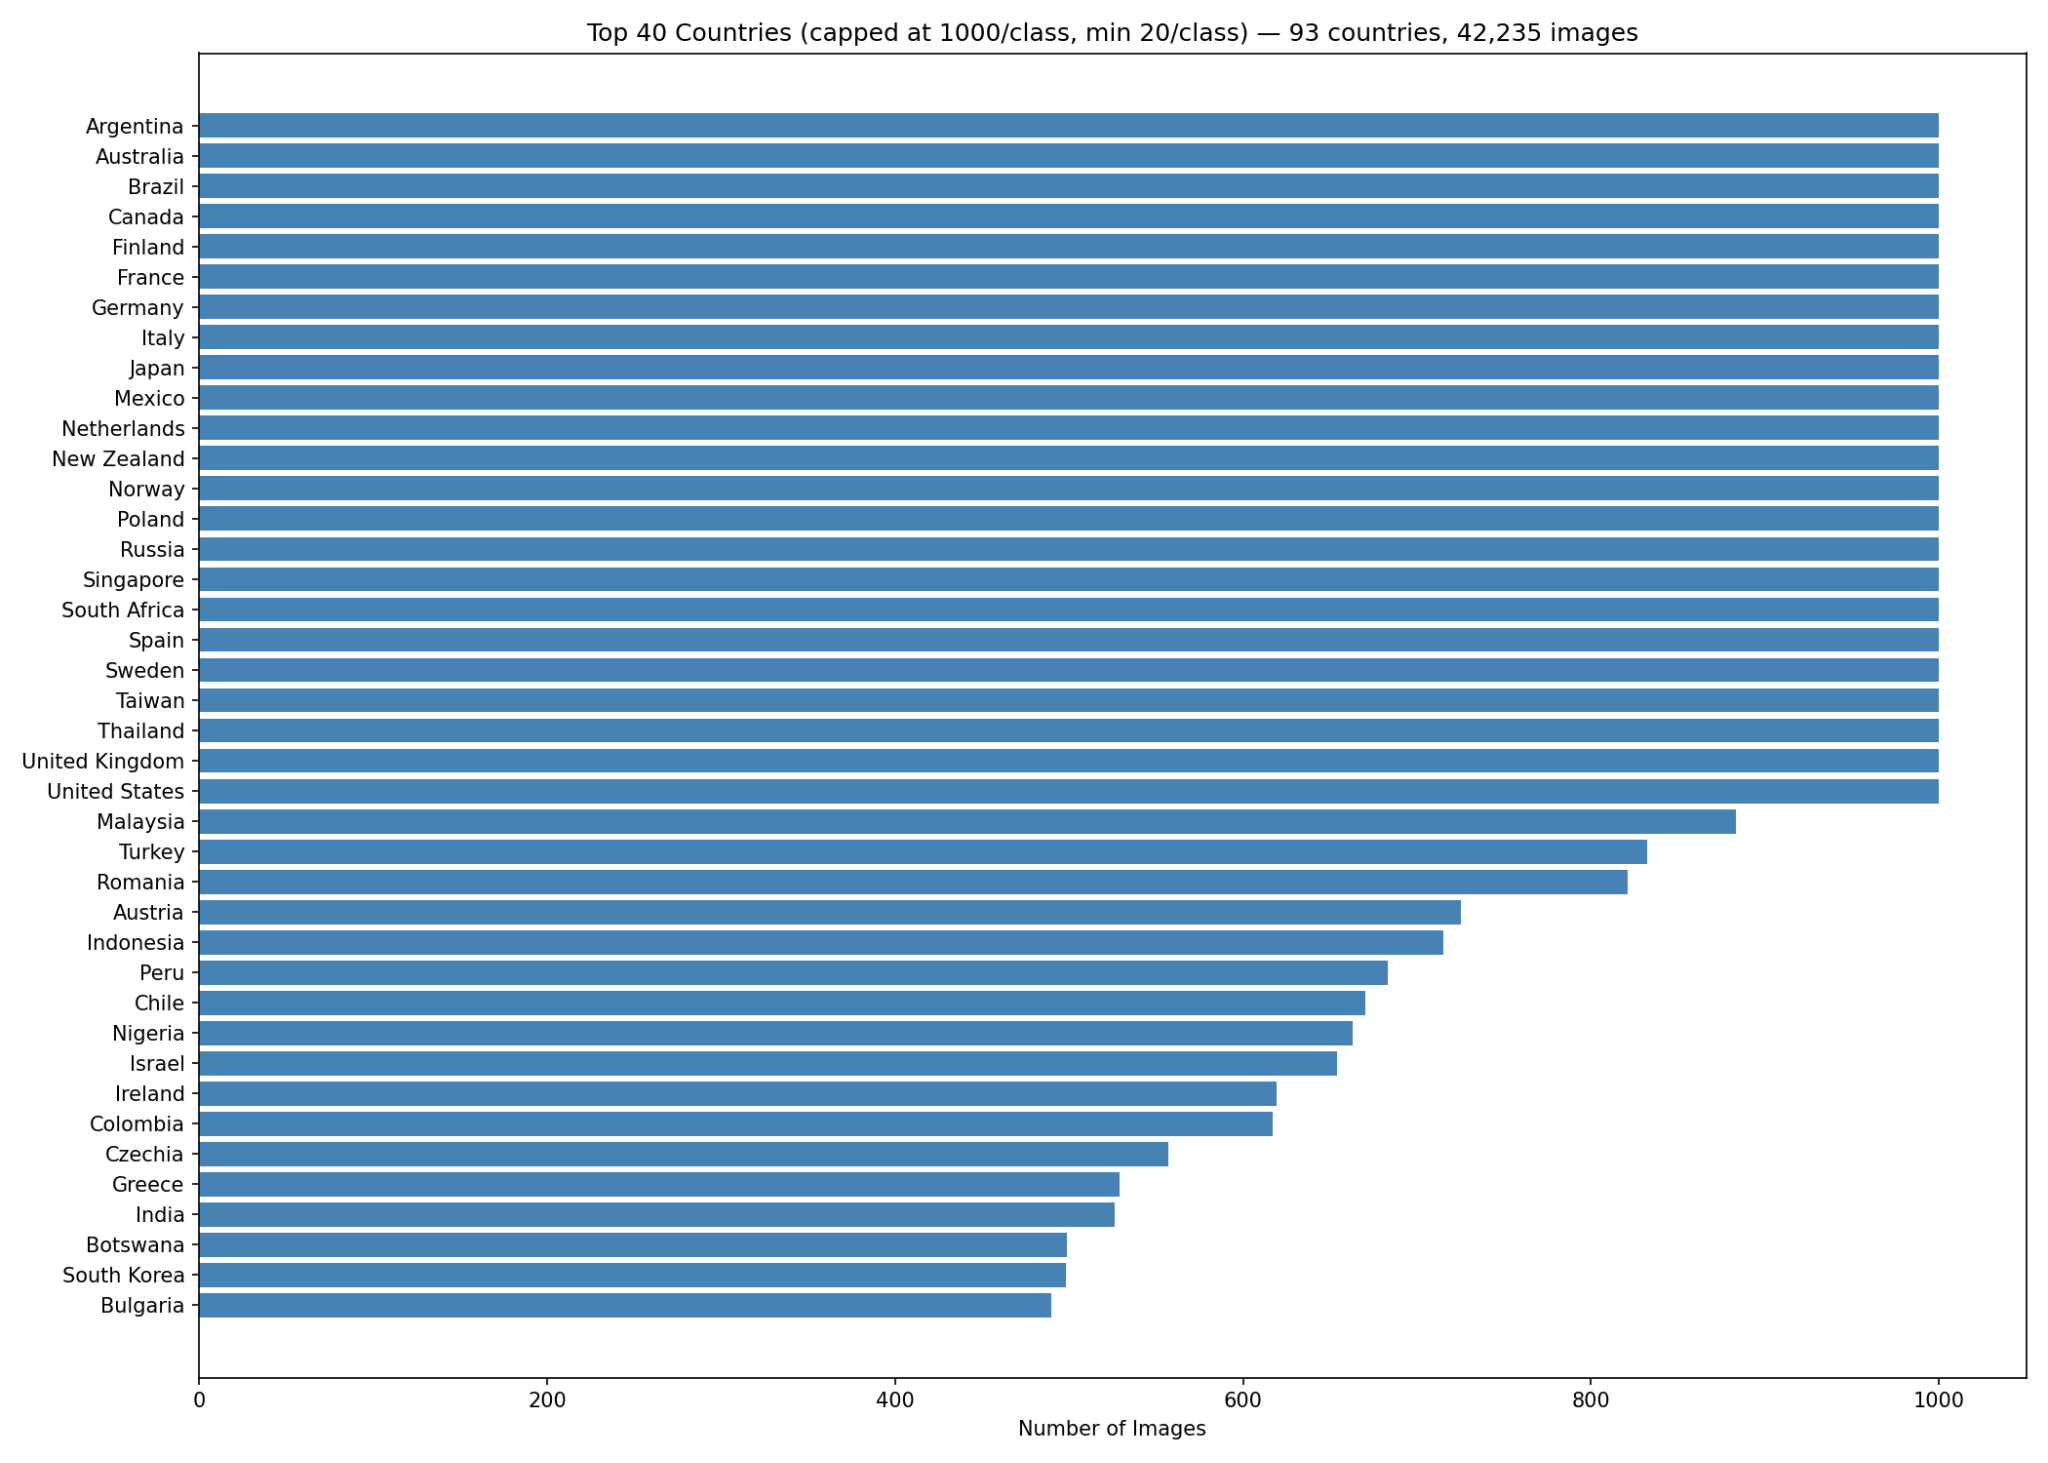 Top 40 Countries (capped at 1000/class, min 20/class) — 93 countries, 42,235 images
Argentina
Australia
Brazil
Canada
Finland
France
Germany
Italy
Japan
Mexico
Netherlands
New Zealand
Norway
Poland
Russia
Singapore
South Africa
Spain
Sweden
Taiwan
Thailand
United Kingdom
United States
Malaysia
Turkey
Romania
Austria
Indonesia
Peru
Chile
Nigeria
Israel
Ireland
Colombia
Czechia
Greece
India
Botswana
South Korea
Bulgaria
0 200 400 600 800 1000
Number of Images